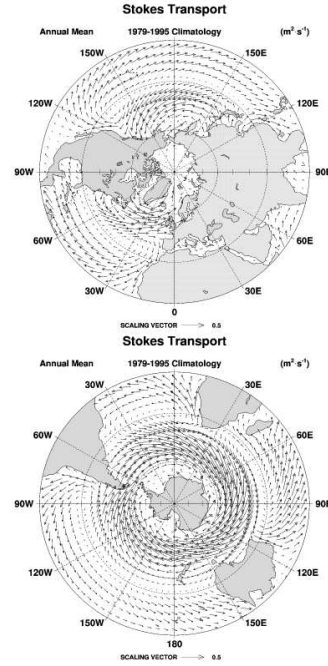 Stokes Transport
Annual Mean 1979-1995 Climatology (m²·s⁻¹)
150W 150E
120W 120E
90W 90E
60W 60E
30W 30E
0
SCALING VECTOR 0.5
Stokes Transport
Annual Mean 1979-1995 Climatology (m²·s⁻¹)
30W 30E
60W 60E
90W 90E
120W 120E
150W 150E
180
SCALING VECTOR 0.5